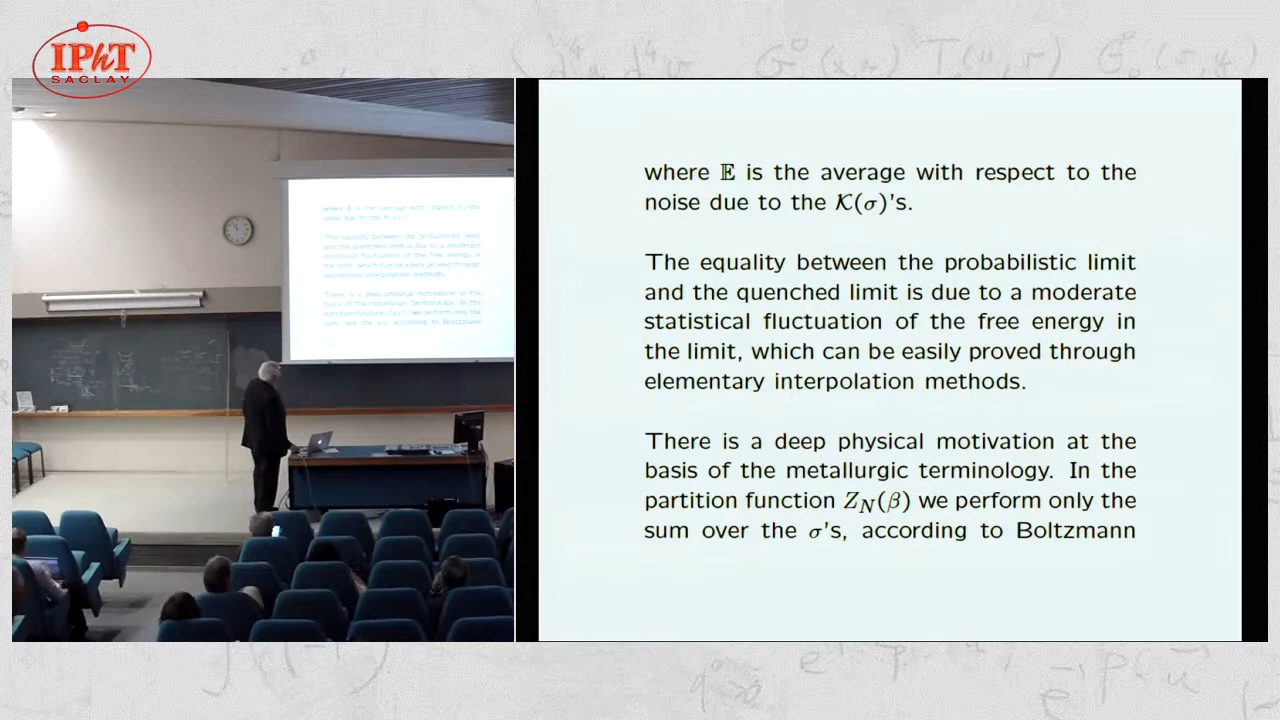 IPhT
SACLAY
where 𝔼 is the average with respect to the
noise due to the 𝒦(σ)'s.
The equality between the probabilistic limit
and the quenched limit is due to a moderate
statistical fluctuation of the free energy in
the limit, which can be easily proved through
elementary interpolation methods.
There is a deep physical motivation at the
basis of the metallurgic terminology. In the
partition function Z_N(β) we perform only the
sum over the σ's, according to Boltzmann